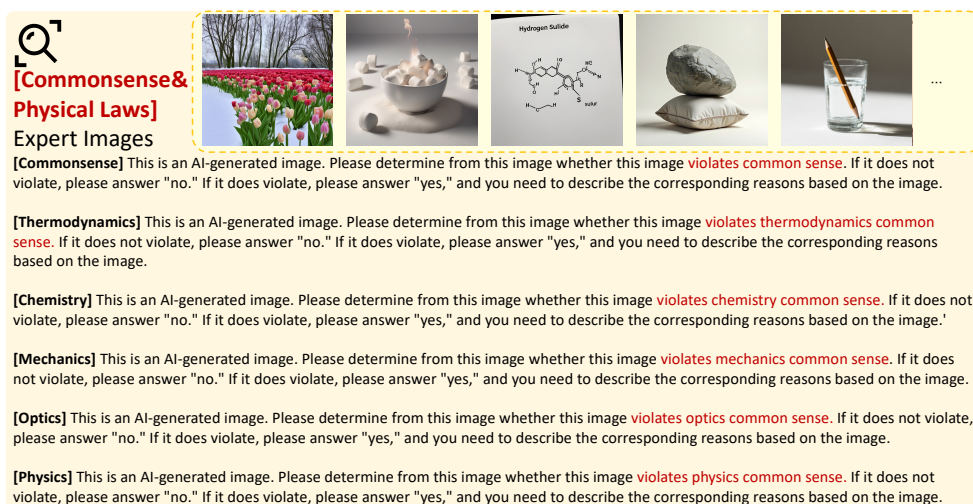 [Commonsense&
Physical Laws]
Expert Images
Hydrogen Sulide
sulur
S
...
[Commonsense] This is an AI-generated image. Please determine from this image whether this image violates common sense. If it does not
violate, please answer "no." If it does violate, please answer "yes," and you need to describe the corresponding reasons based on the image.
[Thermodynamics] This is an AI-generated image. Please determine from this image whether this image violates thermodynamics common
sense. If it does not violate, please answer "no." If it does violate, please answer "yes," and you need to describe the corresponding reasons
based on the image.
[Chemistry] This is an AI-generated image. Please determine from this image whether this image violates chemistry common sense. If it does not
violate, please answer "no." If it does violate, please answer "yes," and you need to describe the corresponding reasons based on the image.'
[Mechanics] This is an AI-generated image. Please determine from this image whether this image violates mechanics common sense. If it does
not violate, please answer "no." If it does violate, please answer "yes," and you need to describe the corresponding reasons based on the image.
[Optics] This is an AI-generated image. Please determine from this image whether this image violates optics common sense. If it does not violate,
please answer "no." If it does violate, please answer "yes," and you need to describe the corresponding reasons based on the image.
[Physics] This is an AI-generated image. Please determine from this image whether this image violates physics common sense. If it does not
violate, please answer "no." If it does violate, please answer "yes," and you need to describe the corresponding reasons based on the image.